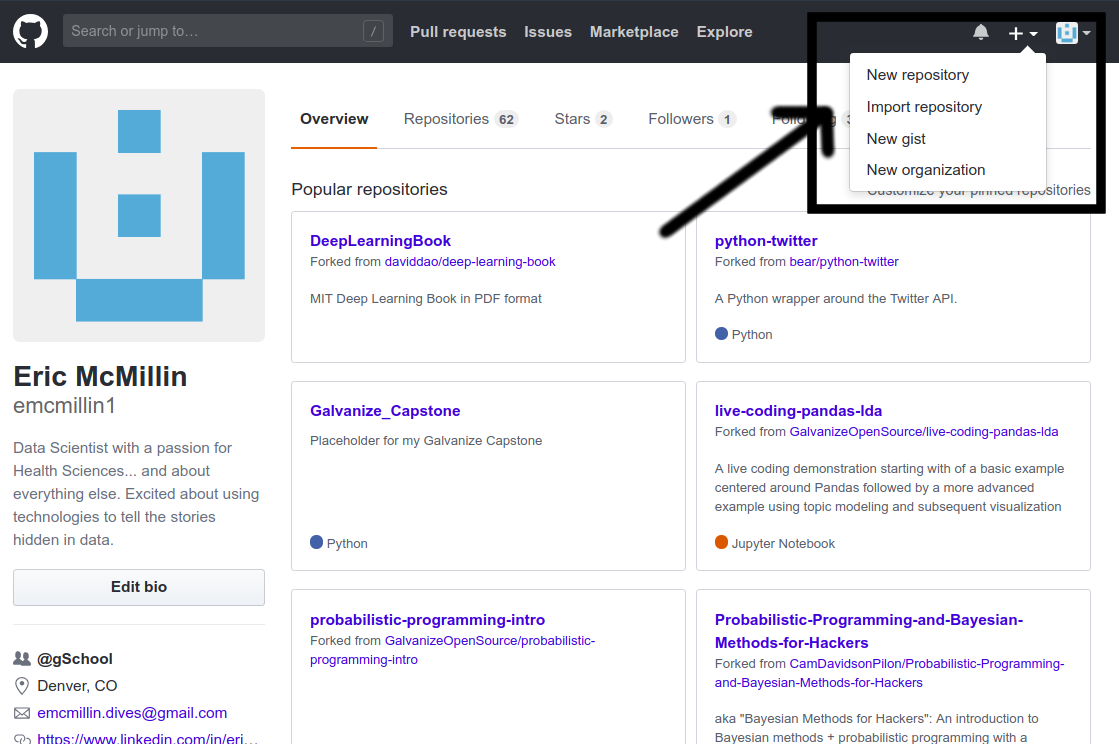 Search or jump to…
/
Pull requests
Issues
Marketplace
Explore
New repository
Import repository
New gist
New organization
Overview
Repositories 62
Stars 2
Followers 1
Popular repositories
Customize your pinned repositories
DeepLearningBook
Forked from daviddao/deep-learning-book
MIT Deep Learning Book in PDF format
python-twitter
Forked from bear/python-twitter
A Python wrapper around the Twitter API.
Python
Eric McMillin
emcmillin1
Data Scientist with a passion for
Health Sciences... and about
everything else. Excited about using
technologies to tell the stories
hidden in data.
Edit bio
@gSchool
Denver, CO
emcmillin.dives@gmail.com
https://www.linkedin.com/in/eri…
Galvanize_Capstone
Placeholder for my Galvanize Capstone
Python
live-coding-pandas-lda
Forked from GalvanizeOpenSource/live-coding-pandas-lda
A live coding demonstration starting with of a basic example
centered around Pandas followed by a more advanced
example using topic modeling and subsequent visualization
Jupyter Notebook
probabilistic-programming-intro
Forked from GalvanizeOpenSource/probabilistic-
programming-intro
Probabilistic-Programming-and-Bayesian-
Methods-for-Hackers
Forked from CamDavidsonPilon/Probabilistic-Programming-
and-Bayesian-Methods-for-Hackers
aka "Bayesian Methods for Hackers": An introduction to
Bayesian methods + probabilistic programming with a